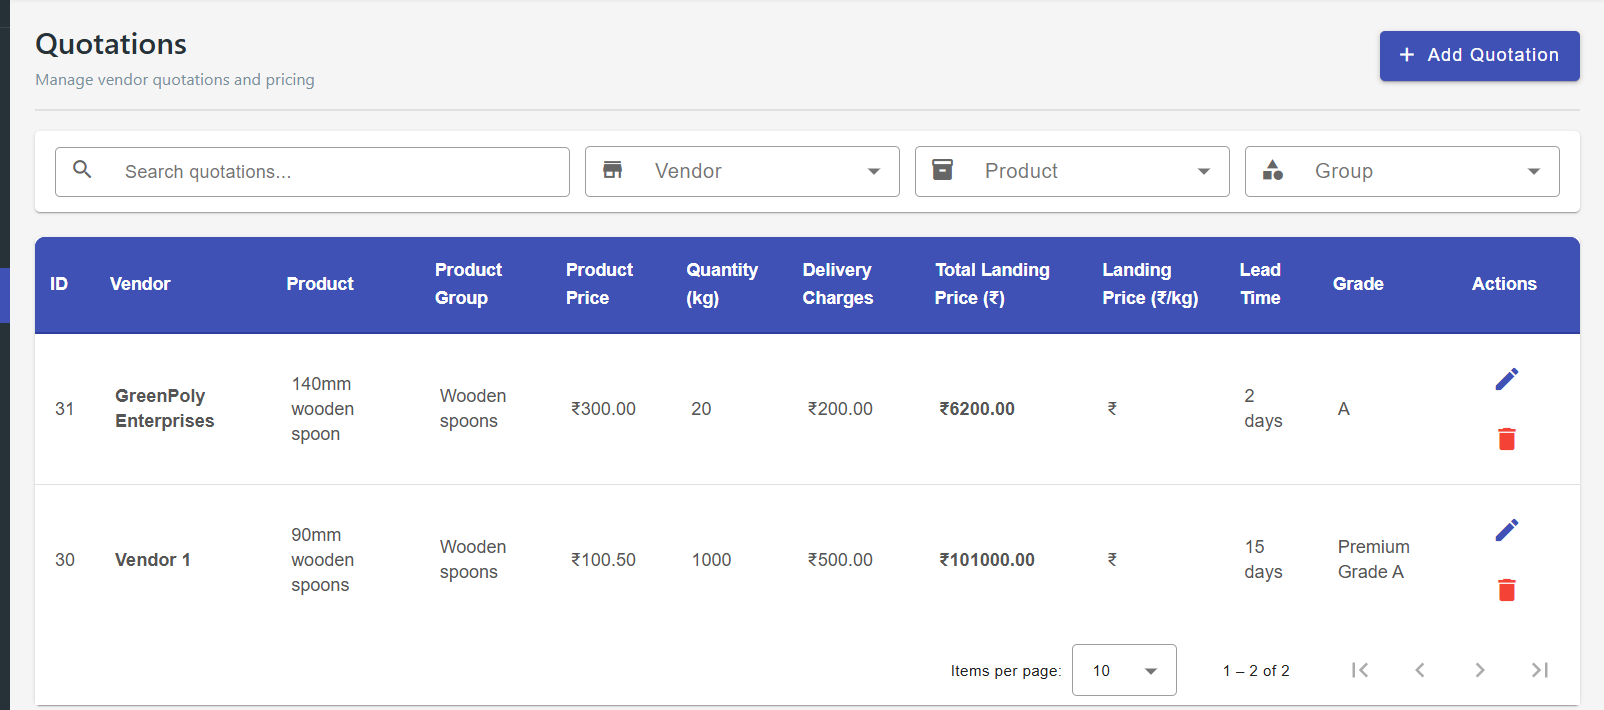 Quotations
Manage vendor quotations and pricing
+ Add Quotation
Search quotations...
Vendor
Product
Group
ID Vendor Product Product Group Product Price Quantity (kg) Delivery Charges Total Landing Price (₹) Landing Price (₹/kg) Lead Time Grade Actions
31 GreenPoly Enterprises 140mm wooden spoon Wooden spoons ₹300.00 20 ₹200.00 ₹6200.00 ₹ 2 days A
30 Vendor 1 90mm wooden spoons Wooden spoons ₹100.50 1000 ₹500.00 ₹101000.00 ₹ 15 days Premium Grade A
Items per page: 10 1 – 2 of 2